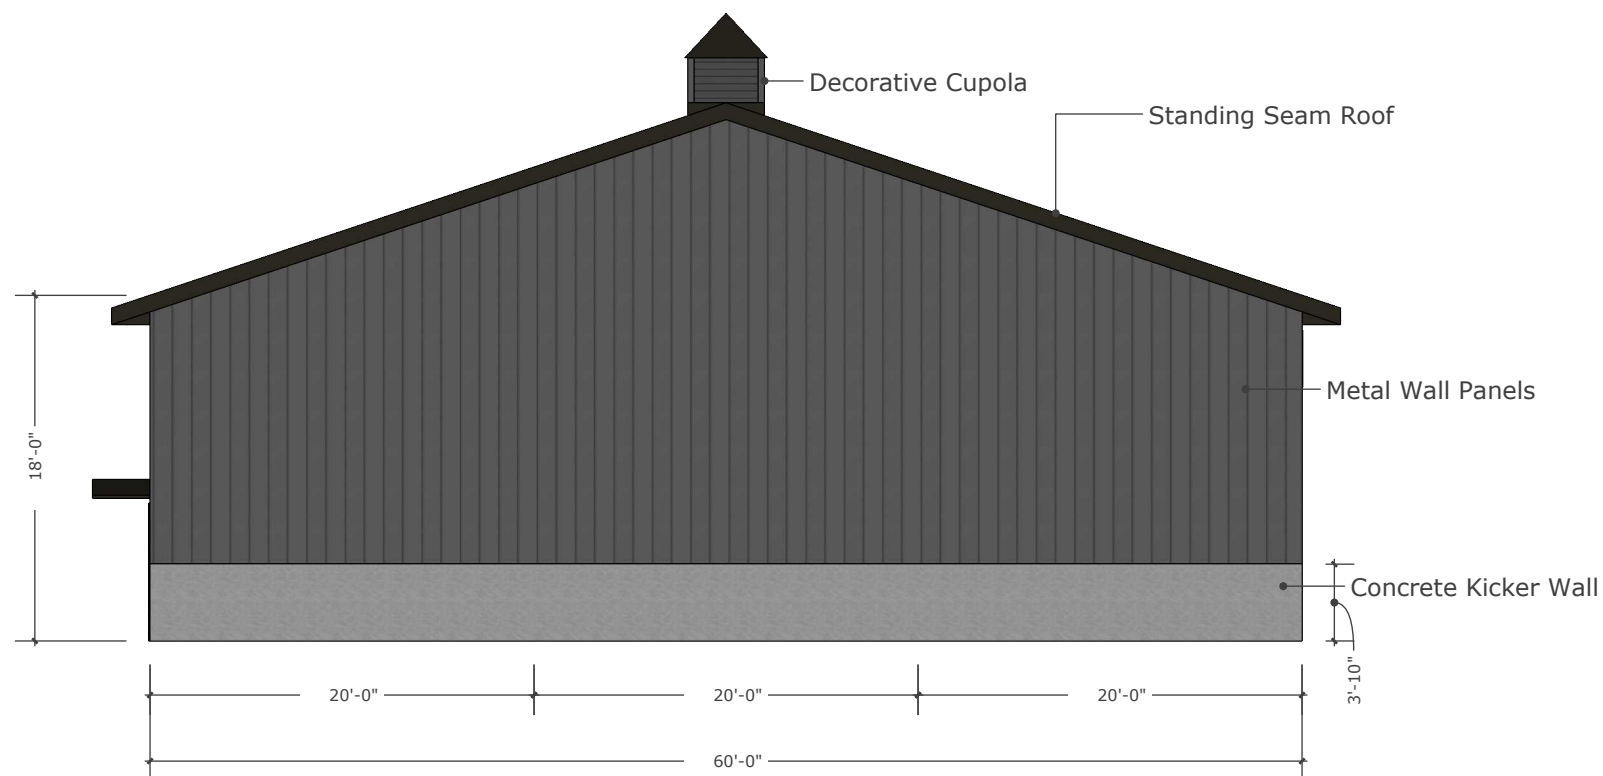 Decorative Cupola
Standing Seam Roof
Metal Wall Panels
18'-0"
Concrete Kicker Wall
3'-10"
20'-0"
20'-0"
20'-0"
60'-0"